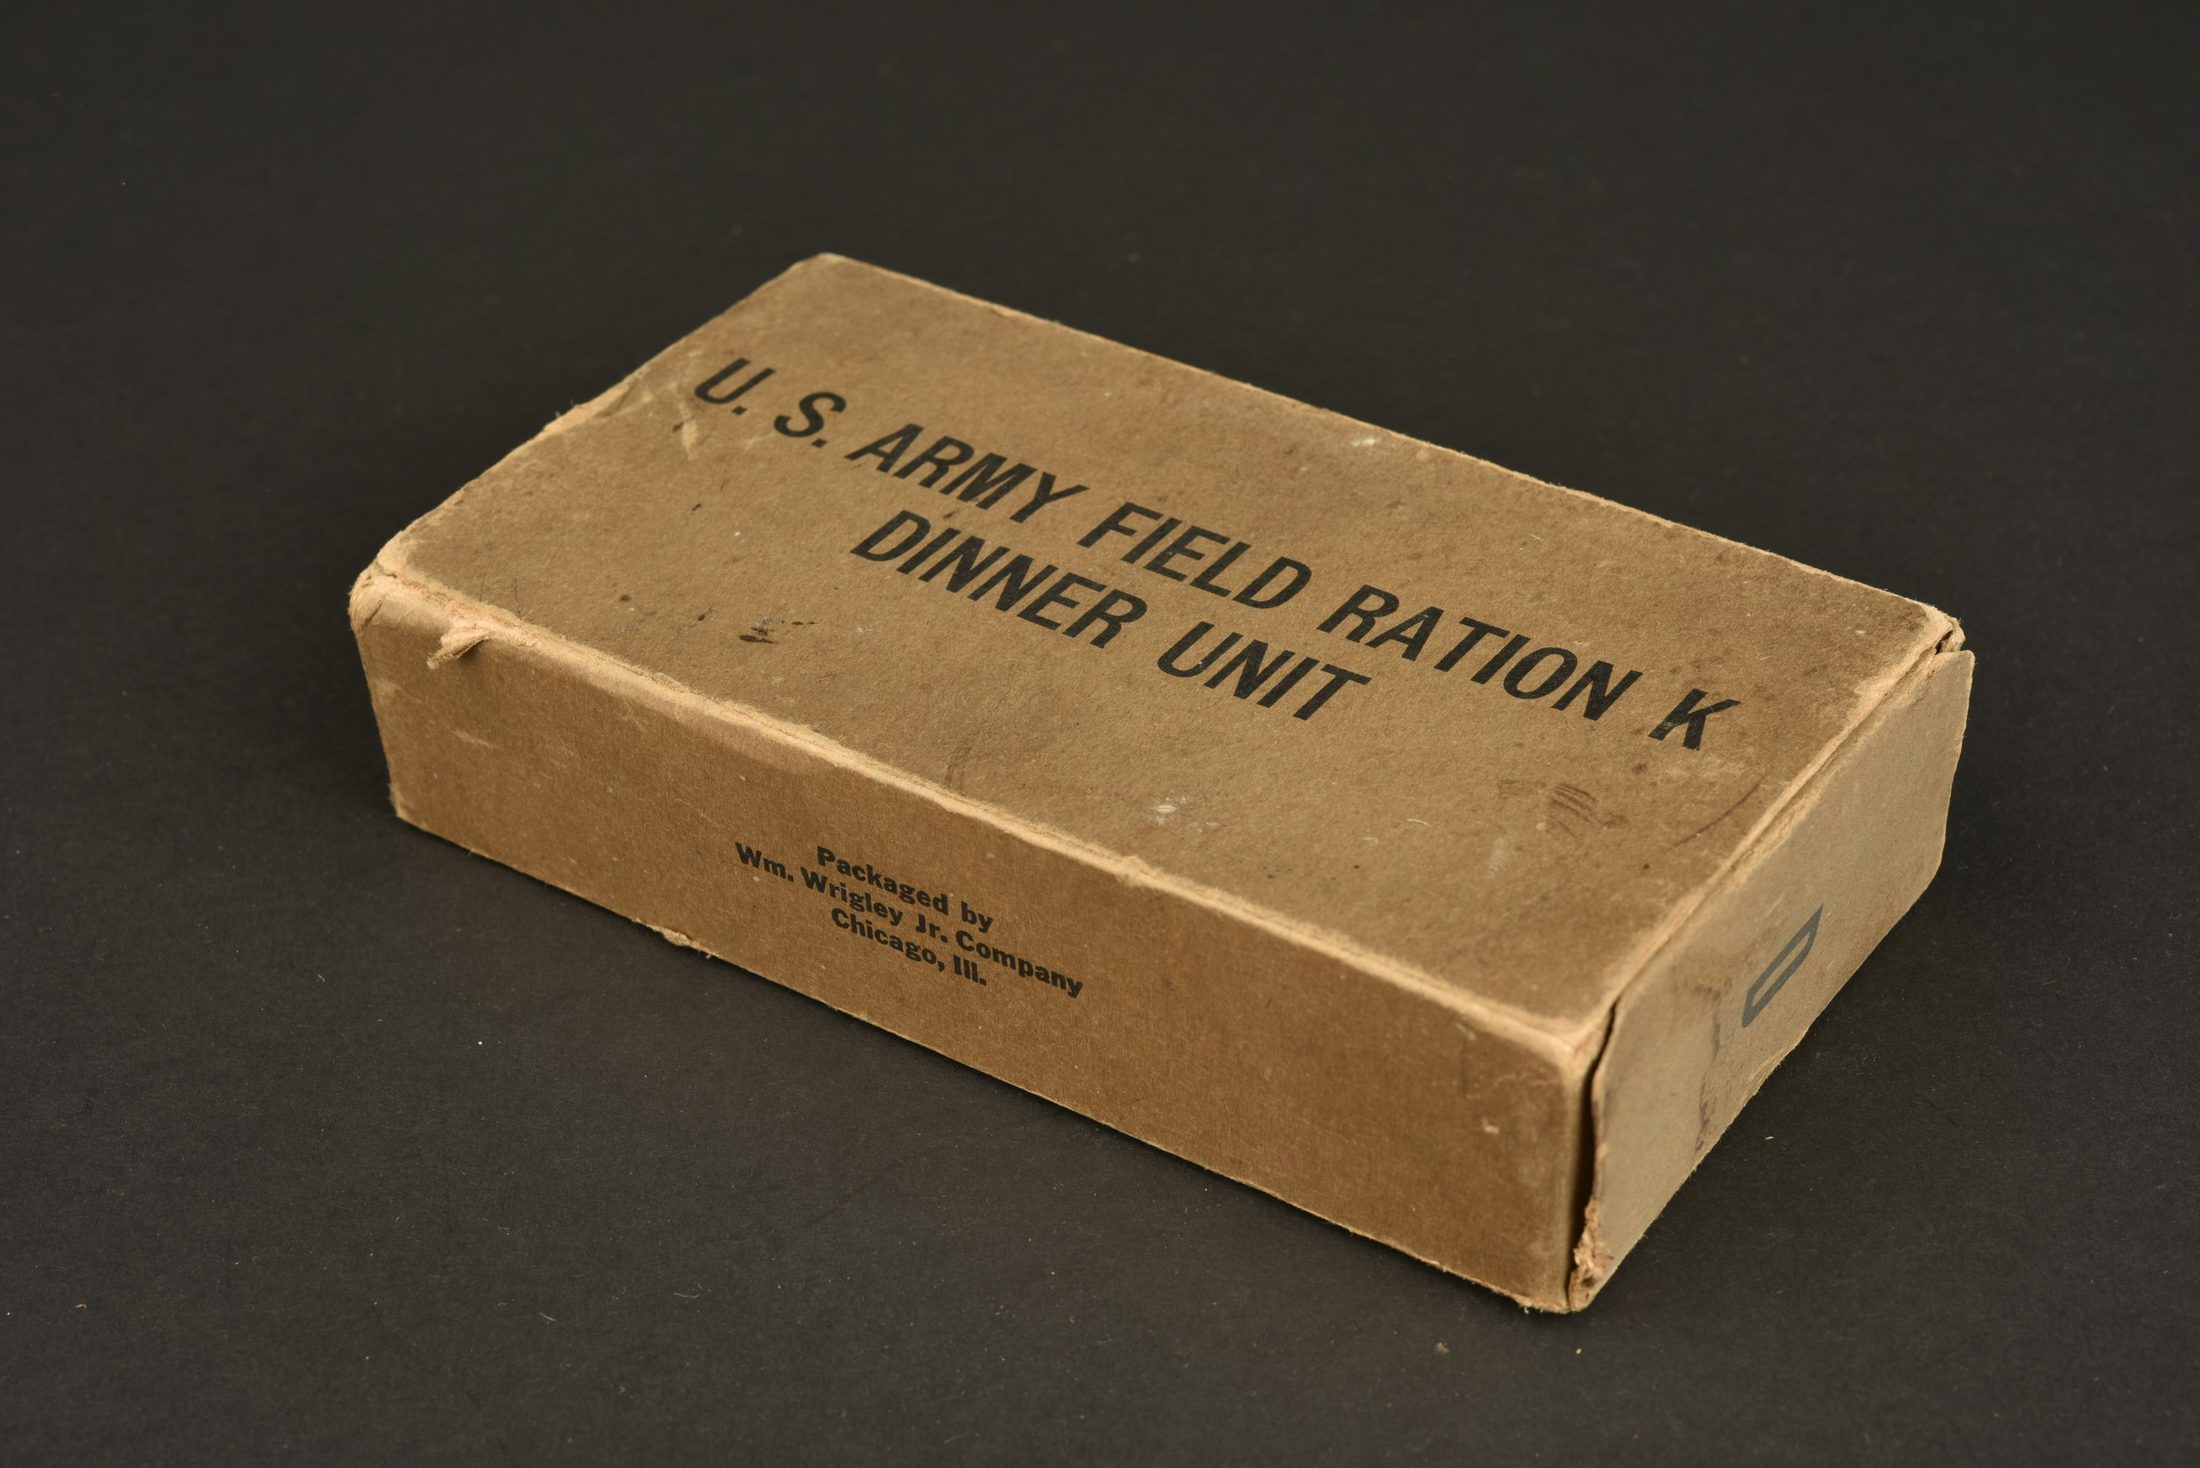 U. S. ARMY FIELD RATION K
DINNER UNIT
Packaged by
Wm. Wrigley Jr. Company
Chicago, Ill.
D